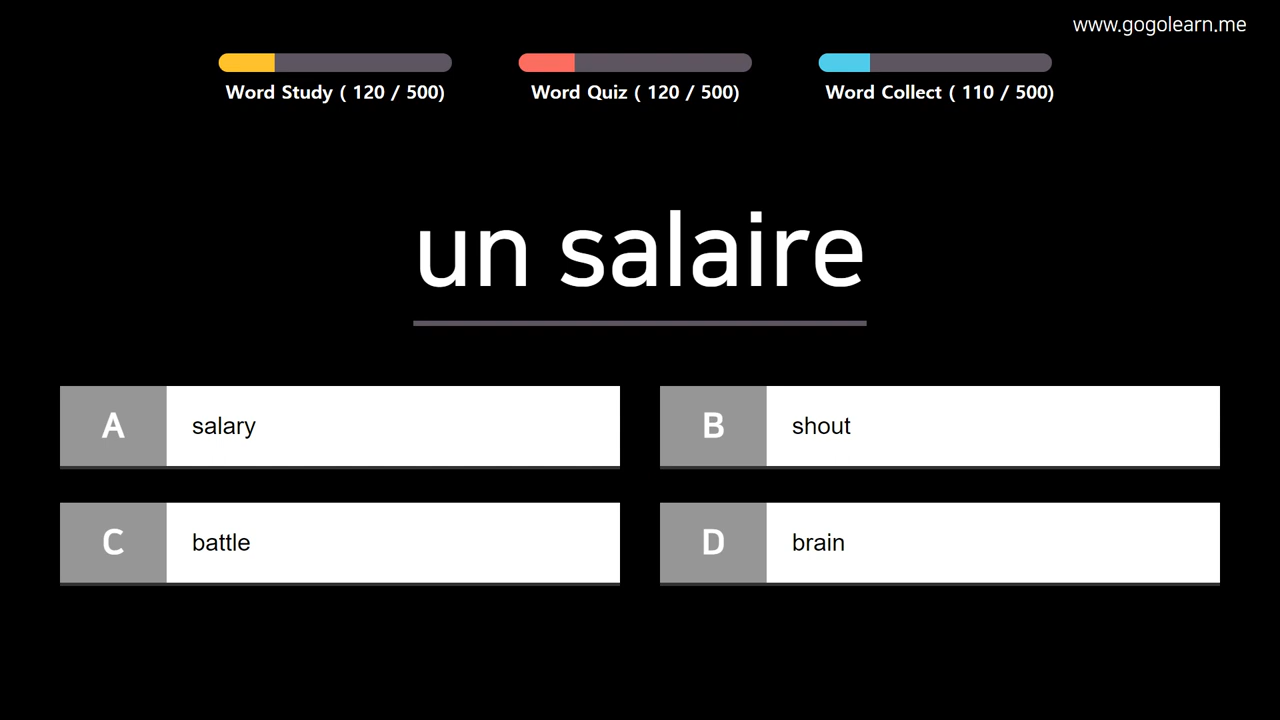 www.gogolearn.me
Word Study ( 120 / 500)
Word Quiz ( 120 / 500)
Word Collect ( 110 / 500)
un salaire
A salary
B shout
C battle
D brain